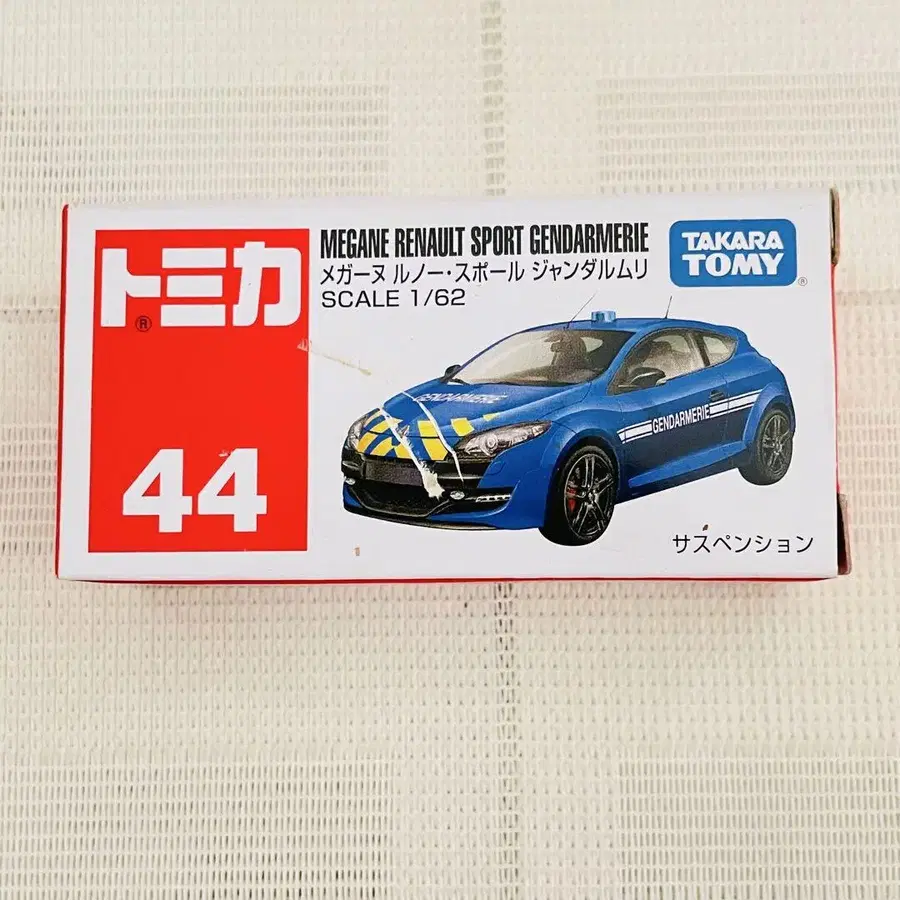 トミカ
®
44
MEGANE RENAULT SPORT GENDARMERIE
メガーヌ ルノー・スポール ジャンダルムリ
SCALE 1/62
TAKARA
TOMY
®
GENDARMERIE
GENDARMERIE
サスペンション